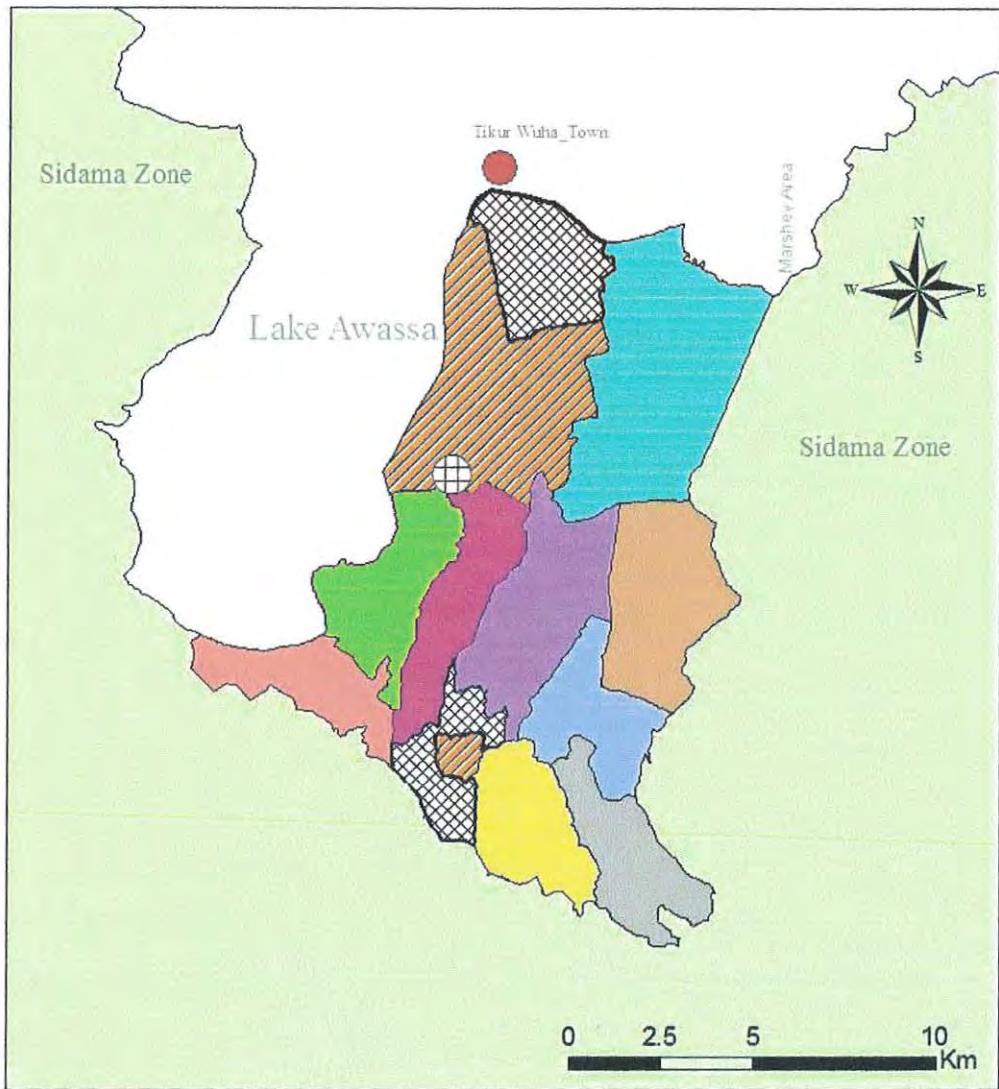 Tikur Wuha_Town
Sidama Zone
Marshey Area
N
W
E
S
Lake Awassa
Sidama Zone
0 2.5 5 10
Km